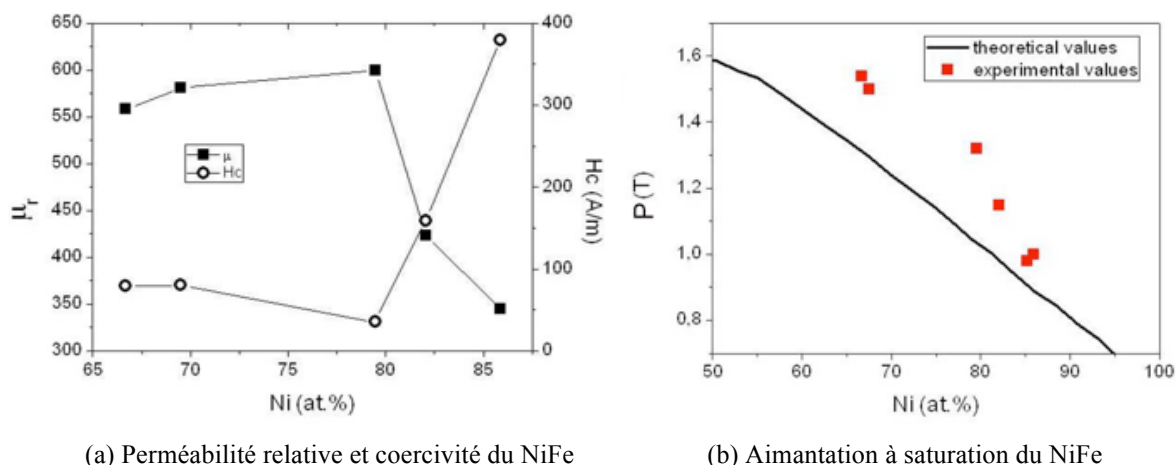 650
600
550
500
450
400
350
300
μr
μ
Hc
400
300
200
100
0
Hc (A/m)
65 70 75 80 85
Ni (at.%)
1,6
1,4
1,2
1,0
0,8
P (T)
theoretical values
experimental values
50 60 70 80 90 100
Ni (at.%)
(a) Perméabilité relative et coercivité du NiFe
(b) Aimantation à saturation du NiFe